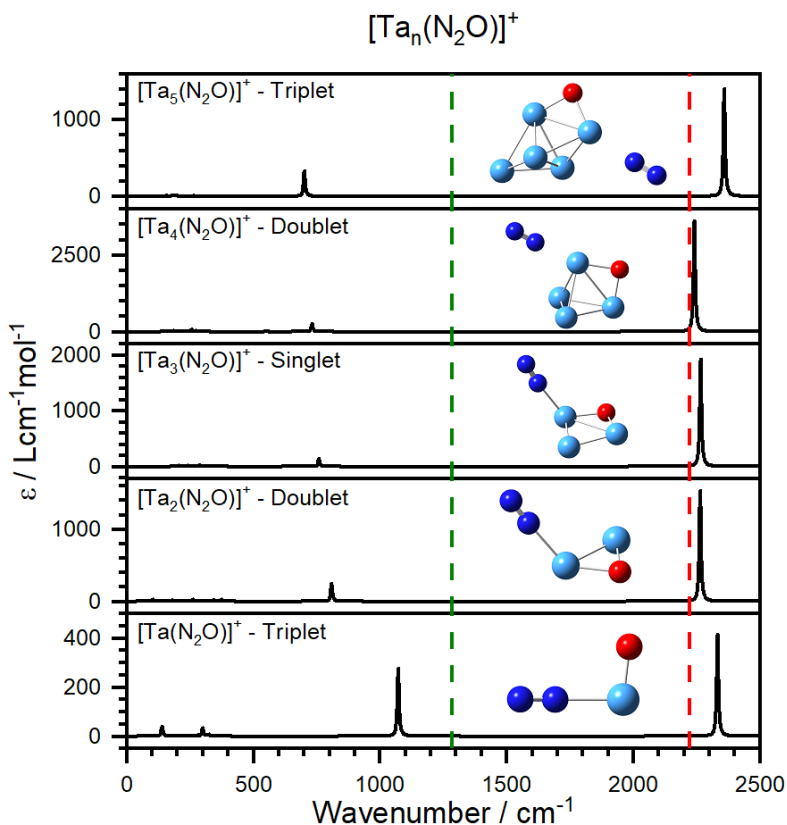 [Taₙ(N₂O)]⁺
[Ta₅(N₂O)]⁺ - Triplet
1000
0
[Ta₄(N₂O)]⁺ - Doublet
2500
0
[Ta₃(N₂O)]⁺ - Singlet
2000
1000
0
[Ta₂(N₂O)]⁺ - Doublet
1000
0
[Ta(N₂O)]⁺ - Triplet
400
200
0
ε / Lcm⁻¹mol⁻¹
0 500 1000 1500 2000 2500
Wavenumber / cm⁻¹